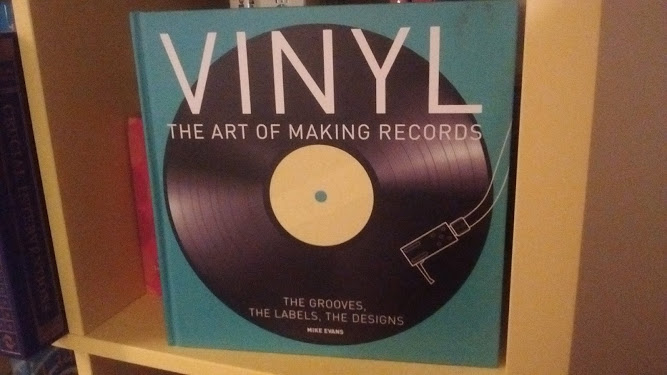 VINYL
THE ART OF MAKING RECORDS
THE GROOVES,
THE LABELS, THE DESIGNS
MIKE EVANS